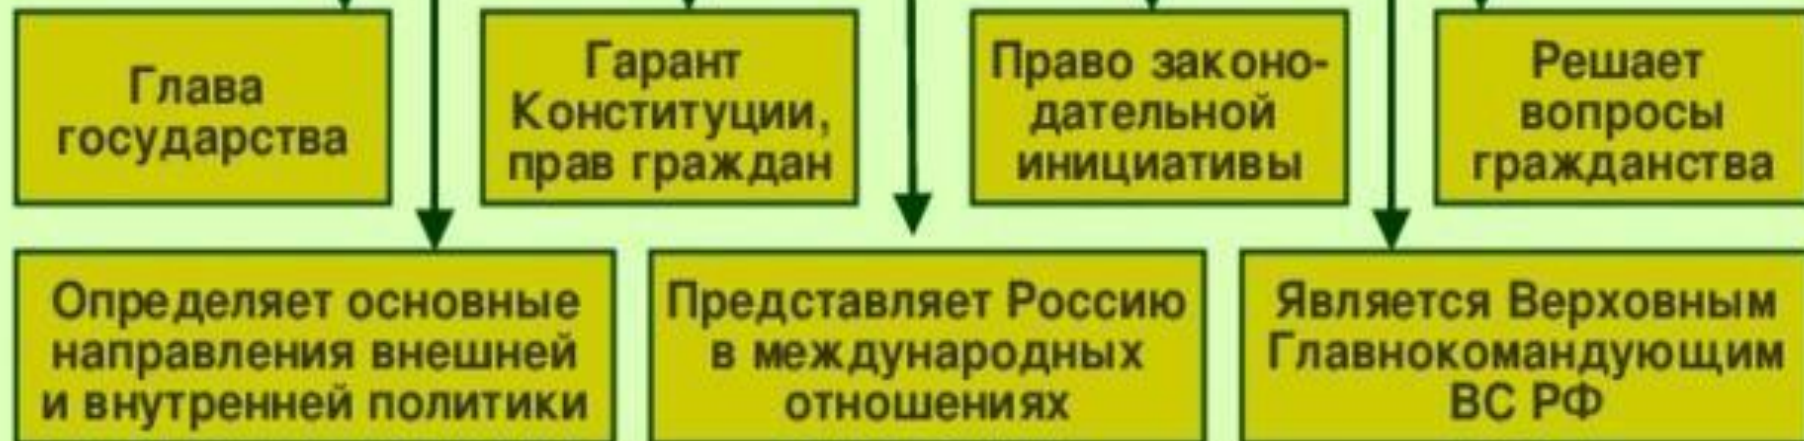 Глава
государства
Гарант
Конституции,
прав граждан
Право законо-
дательной
инициативы
Решает
вопросы
гражданства
Определяет основные
направления внешней
и внутренней политики
Представляет Россию
в международных
отношениях
Является Верховным
Главнокомандующим
ВС РФ